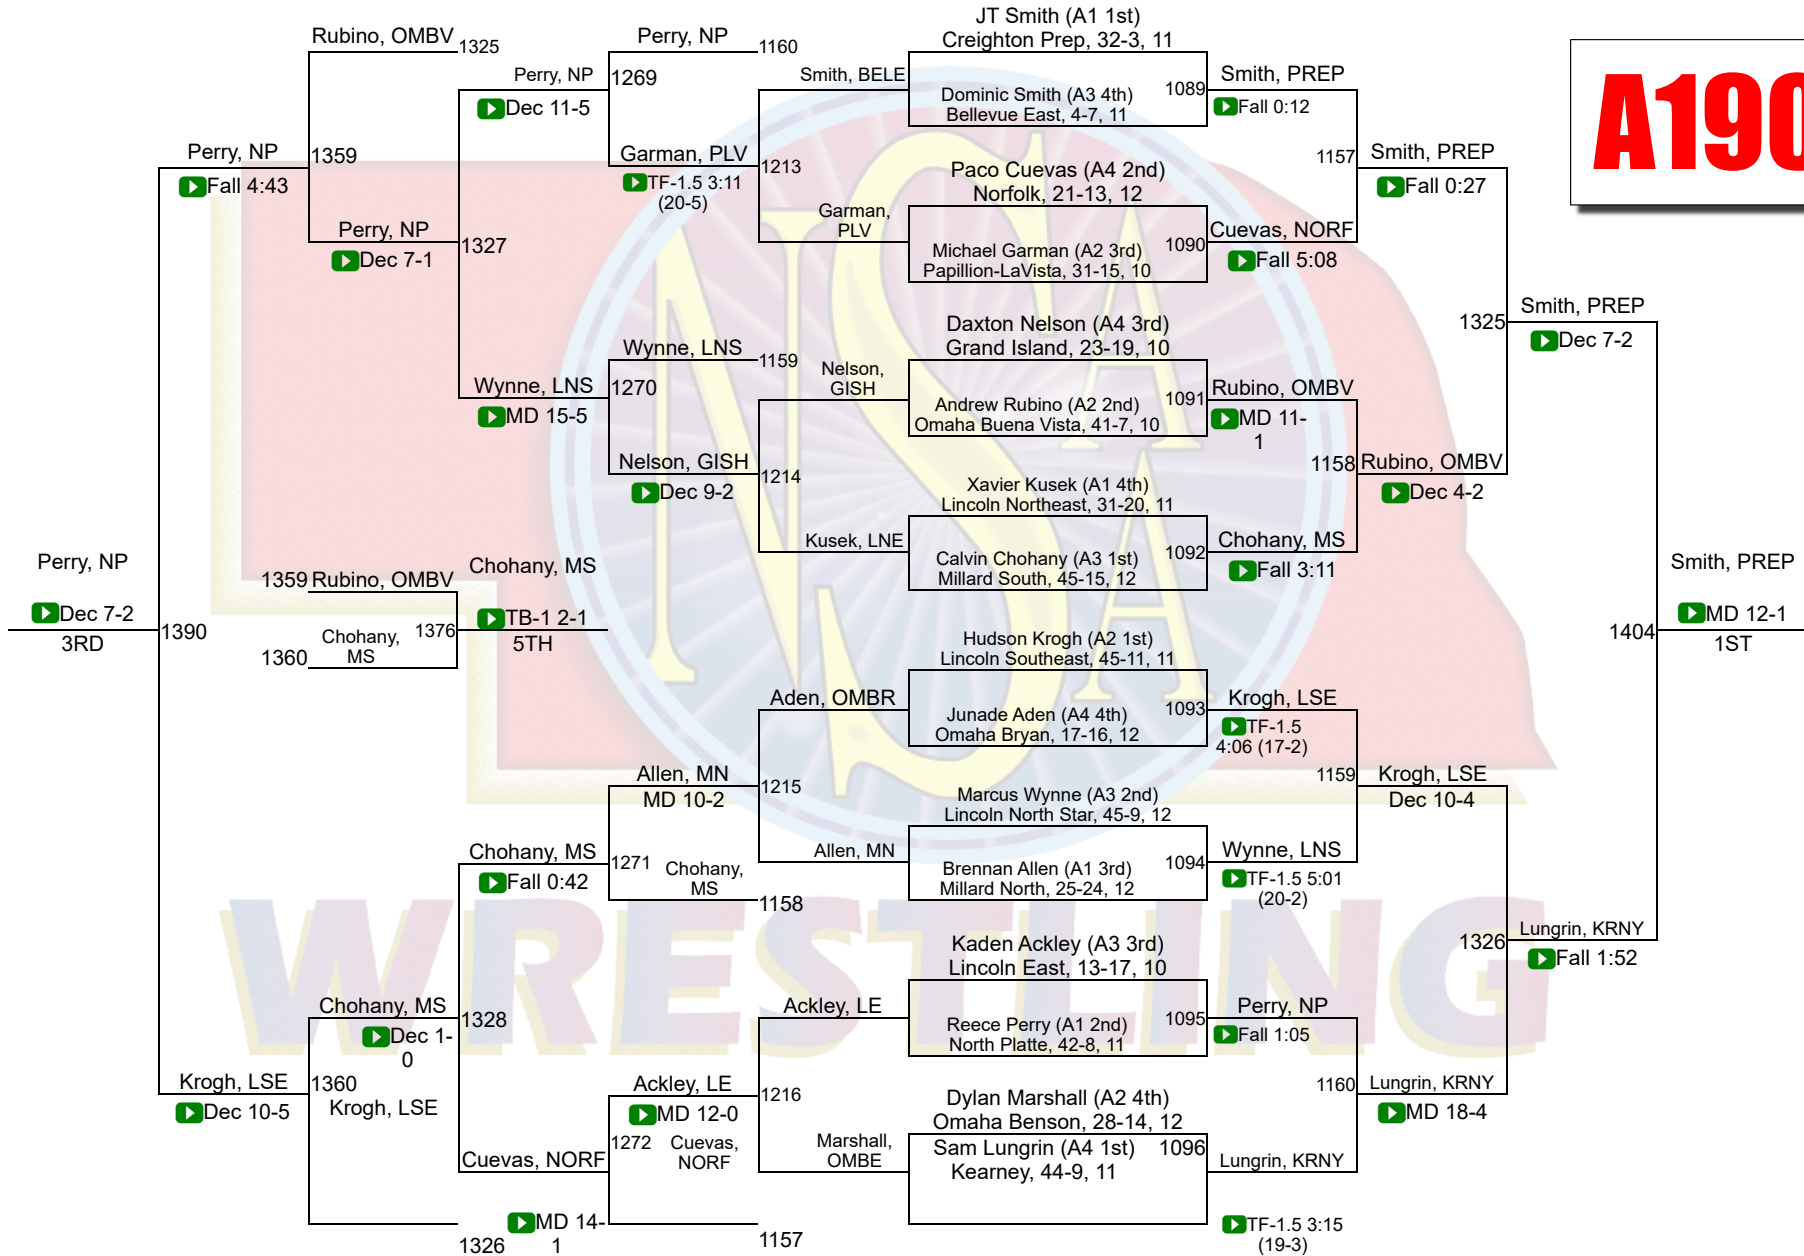 JT Smith (A1 1st)
Creighton Prep, 32-3, 11
Rubino, OMBV
1325
Perry, NP
1160
A190
Perry, NP
1269
Smith, BELE
Dominic Smith (A3 4th)
Bellevue East, 4-7, 11
1089
Smith, PREP
Fall 0:12
Dec 11-5
Perry, NP
1359
Fall 4:43
Garman, PLV
1213
TF-1.5 3:11
(20-5)
Paco Cuevas (A4 2nd)
Norfolk, 21-13, 12
1157
Smith, PREP
Fall 0:27
Perry, NP
1327
Dec 7-1
Garman,
PLV
Michael Garman (A2 3rd)
Papillion-LaVista, 31-15, 10
1090
Cuevas, NORF
Fall 5:08
Daxton Nelson (A4 3rd)
Grand Island, 23-19, 10
1325
Smith, PREP
Dec 7-2
Wynne, LNS
1159
Wynne, LNS
1270
MD 15-5
Nelson,
GISH
Andrew Rubino (A2 2nd)
Omaha Buena Vista, 41-7, 10
1091
Rubino, OMBV
MD 11-
1
Nelson, GISH
1214
Dec 9-2
Xavier Kusek (A1 4th)
Lincoln Northeast, 31-20, 11
1158
Rubino, OMBV
Dec 4-2
Kusek, LNE
Calvin Chohany (A3 1st)
Millard South, 45-15, 12
1092
Chohany, MS
Fall 3:11
Perry, NP
Dec 7-2
3RD
1390
1359
Rubino, OMBV
Chohany, MS
1376
TB-1 2-1
5TH
1360
Chohany,
MS
Smith, PREP
1404
MD 12-1
1ST
Hudson Krogh (A2 1st)
Lincoln Southeast, 45-11, 11
Aden, OMBR
Junade Aden (A4 4th)
Omaha Bryan, 17-16, 12
1093
Krogh, LSE
TF-1.5
4:06 (17-2)
Allen, MN
1215
MD 10-2
Marcus Wynne (A3 2nd)
Lincoln North Star, 45-9, 12
1159
Krogh, LSE
Dec 10-4
Chohany, MS
1271
Fall 0:42
Chohany,
MS
1158
Allen, MN
Brennan Allen (A1 3rd)
Millard North, 25-24, 12
1094
Wynne, LNS
TF-1.5 5:01
(20-2)
Kaden Ackley (A3 3rd)
Lincoln East, 13-17, 10
1326
Lungrin, KRNY
Fall 1:52
Chohany, MS
1328
Dec 1-
0
Ackley, LE
Reece Perry (A1 2nd)
North Platte, 42-8, 11
1095
Perry, NP
Fall 1:05
Krogh, LSE
1360
Dec 10-5
Krogh, LSE
Ackley, LE
1216
MD 12-0
Dylan Marshall (A2 4th)
Omaha Benson, 28-14, 12
1160
Lungrin, KRNY
MD 18-4
Cuevas, NORF
1272
Cuevas,
NORF
Marshall,
OMBE
Sam Lungrin (A4 1st)
Kearney, 44-9, 11
1096
Lungrin, KRNY
1326
MD 14-
1
1157
TF-1.5 3:15
(19-3)
NSAA
WRESTLING